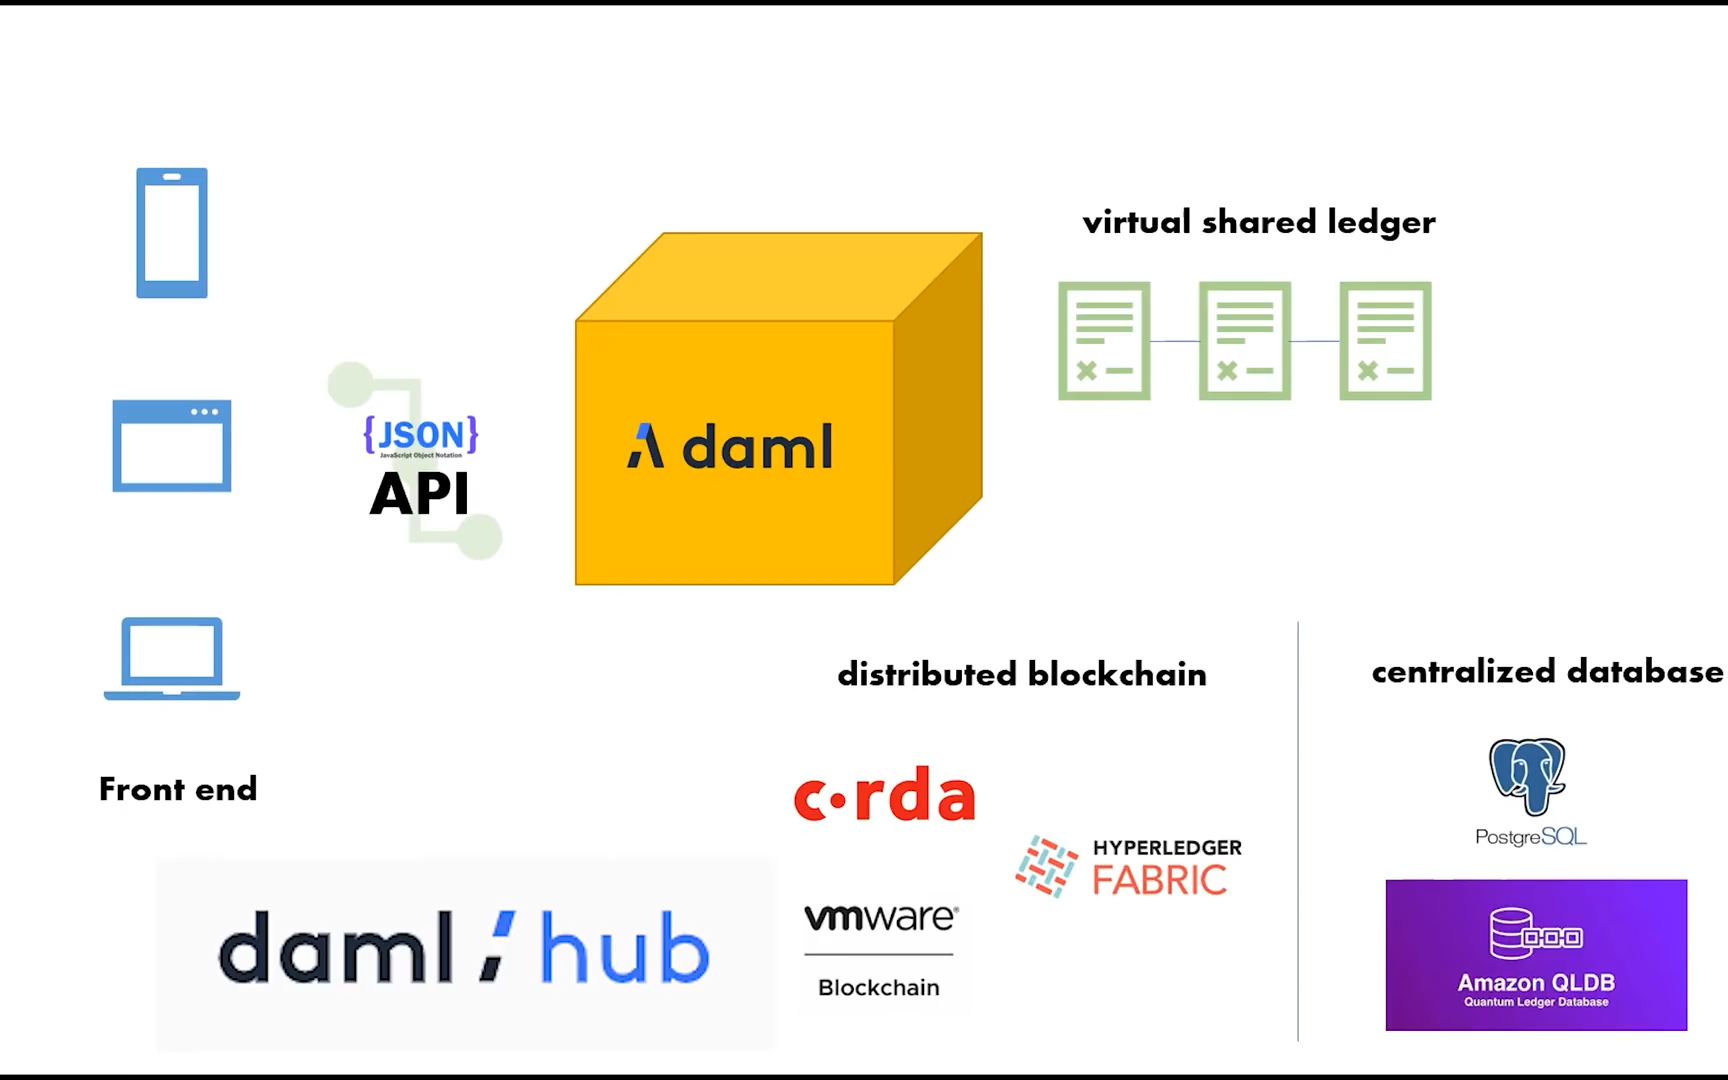 virtual shared ledger
{JSON}
JavaScript Object Notation
API
daml
distributed blockchain
centralized database
Front end
corda
PostgreSQL
HYPERLEDGER
FABRIC
vmware®
Blockchain
daml hub
Amazon QLDB
Quantum Ledger Database